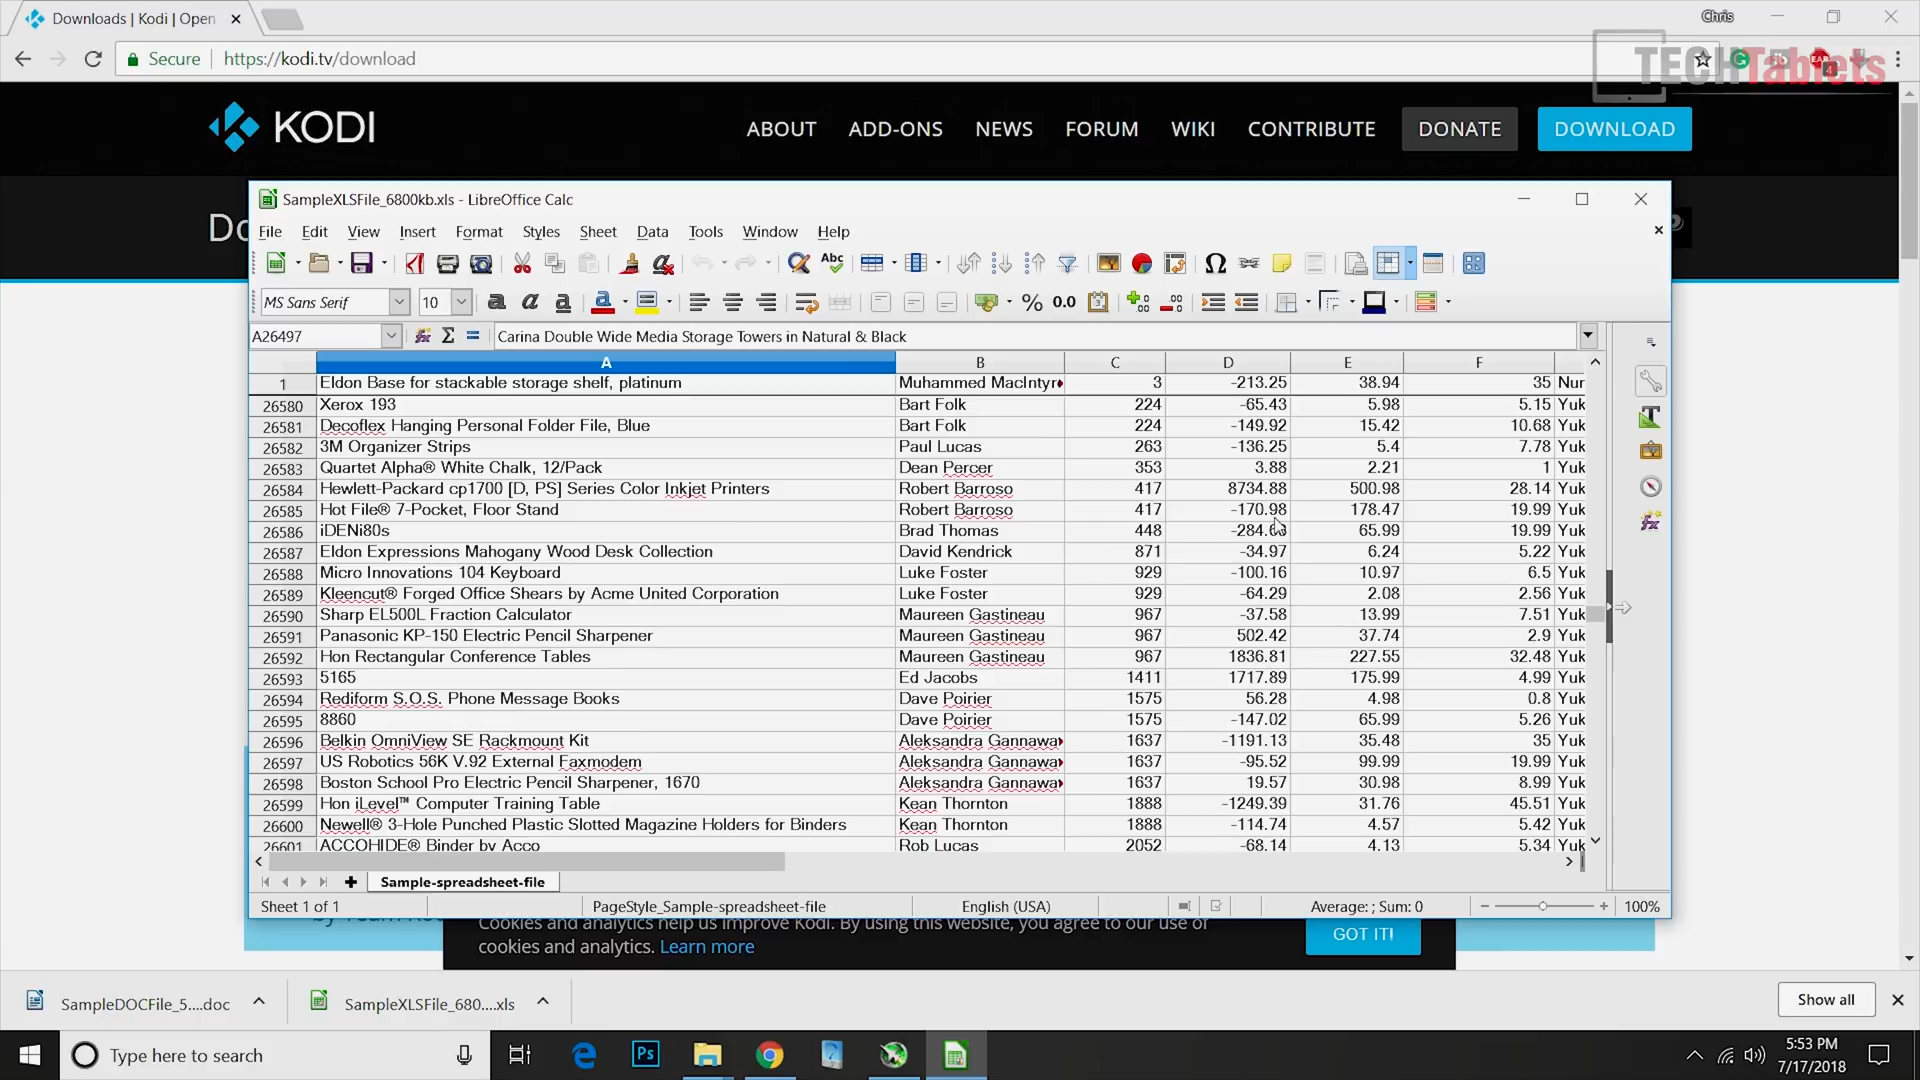 Downloads | Kodi | Open
Chris
Secure
https://kodi.tv/download
TECHTablets
KODI
ABOUT
ADD-ONS
NEWS
FORUM
WIKI
CONTRIBUTE
DONATE
DOWNLOAD
SampleXLSFile_6800kb.xls - LibreOffice Calc
File Edit View Insert Format Styles Sheet Data Tools Window Help
MS Sans Serif 10
A26497 Carina Double Wide Media Storage Towers in Natural & Black
A B C D E F
1 Eldon Base for stackable storage shelf, platinum Muhammed MacIntyr 3 -213.25 38.94 35 Nur
26580 Xerox 193 Bart Folk 224 -65.43 5.98 5.15 Yuk
26581 Decoflex Hanging Personal Folder File, Blue Bart Folk 224 -149.92 15.42 10.68 Yuk
26582 3M Organizer Strips Paul Lucas 263 -136.25 5.4 7.78 Yuk
26583 Quartet Alpha® White Chalk, 12/Pack Dean Percer 353 3.88 2.21 1 Yuk
26584 Hewlett-Packard cp1700 [D, PS] Series Color Inkjet Printers Robert Barroso 417 8734.88 500.98 28.14 Yuk
26585 Hot File® 7-Pocket, Floor Stand Robert Barroso 417 -170.98 178.47 19.99 Yuk
26586 iDENi80s Brad Thomas 448 65.99 19.99 Yuk
26587 Eldon Expressions Mahogany Wood Desk Collection David Kendrick 871 -34.97 6.24 5.22 Yuk
26588 Micro Innovations 104 Keyboard Luke Foster 929 -100.16 10.97 6.5 Yuk
26589 Kleencut® Forged Office Shears by Acme United Corporation Luke Foster 929 -64.29 2.08 2.56 Yuk
26590 Sharp EL500L Fraction Calculator Maureen Gastineau 967 -37.58 13.99 7.51 Yuk
26591 Panasonic KP-150 Electric Pencil Sharpener Maureen Gastineau 967 502.42 37.74 2.9 Yuk
26592 Hon Rectangular Conference Tables Maureen Gastineau 967 1836.81 227.55 32.48 Yuk
26593 5165 Ed Jacobs 1411 1717.89 175.99 4.99 Yuk
26594 Rediform S.O.S. Phone Message Books Dave Poirier 1575 56.28 4.98 0.8 Yuk
26595 8860 Dave Poirier 1575 -147.02 65.99 5.26 Yuk
26596 Belkin OmniView SE Rackmount Kit Aleksandra Gannawa 1637 -1191.13 35.48 35 Yuk
26597 US Robotics 56K V.92 External Faxmodem Aleksandra Gannawa 1637 -95.52 99.99 19.99 Yuk
26598 Boston School Pro Electric Pencil Sharpener, 1670 Aleksandra Gannawa 1637 19.57 30.98 8.99 Yuk
26599 Hon iLevel™ Computer Training Table Kean Thornton 1888 -1249.39 31.76 45.51 Yuk
26600 Newell® 3-Hole Punched Plastic Slotted Magazine Holders for Binders Kean Thornton 1888 -114.74 4.57 5.42 Yuk
26601 ACCOHIDE® Binder by Acco Rob Lucas 2052 -68.14 4.13 5.34 Yuk
Sample-spreadsheet-file
Sheet 1 of 1 PageStyle_Sample-spreadsheet-file English (USA) Average: ; Sum: 0 100%
Cookies and analytics help us improve Kodi. By using this website, you agree to our use of
cookies and analytics. Learn more
GOT IT!
SampleDOCFile_5....doc
SampleXLSFile_680....xls
Show all
Type here to search
Ps
5:53 PM
7/17/2018